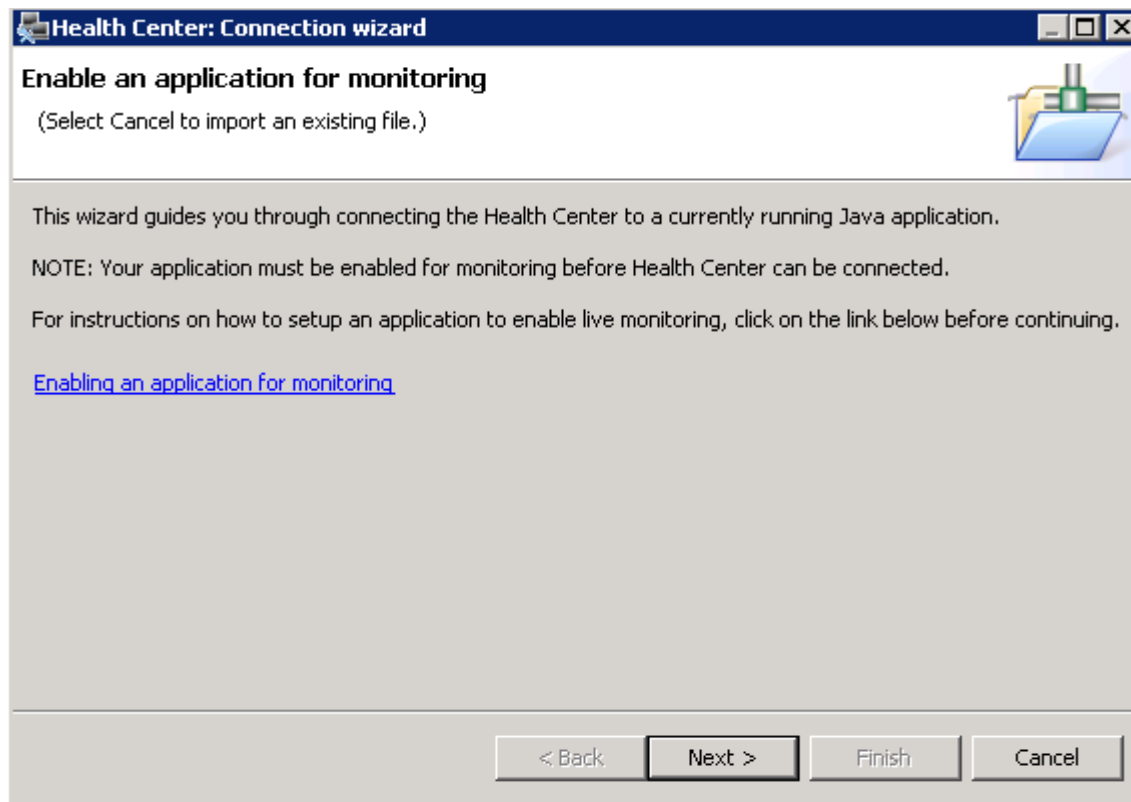 Health Center: Connection wizard
Enable an application for monitoring
(Select Cancel to import an existing file.)
This wizard guides you through connecting the Health Center to a currently running Java application.
NOTE: Your application must be enabled for monitoring before Health Center can be connected.
For instructions on how to setup an application to enable live monitoring, click on the link below before continuing.
Enabling an application for monitoring
< Back Next > Finish Cancel